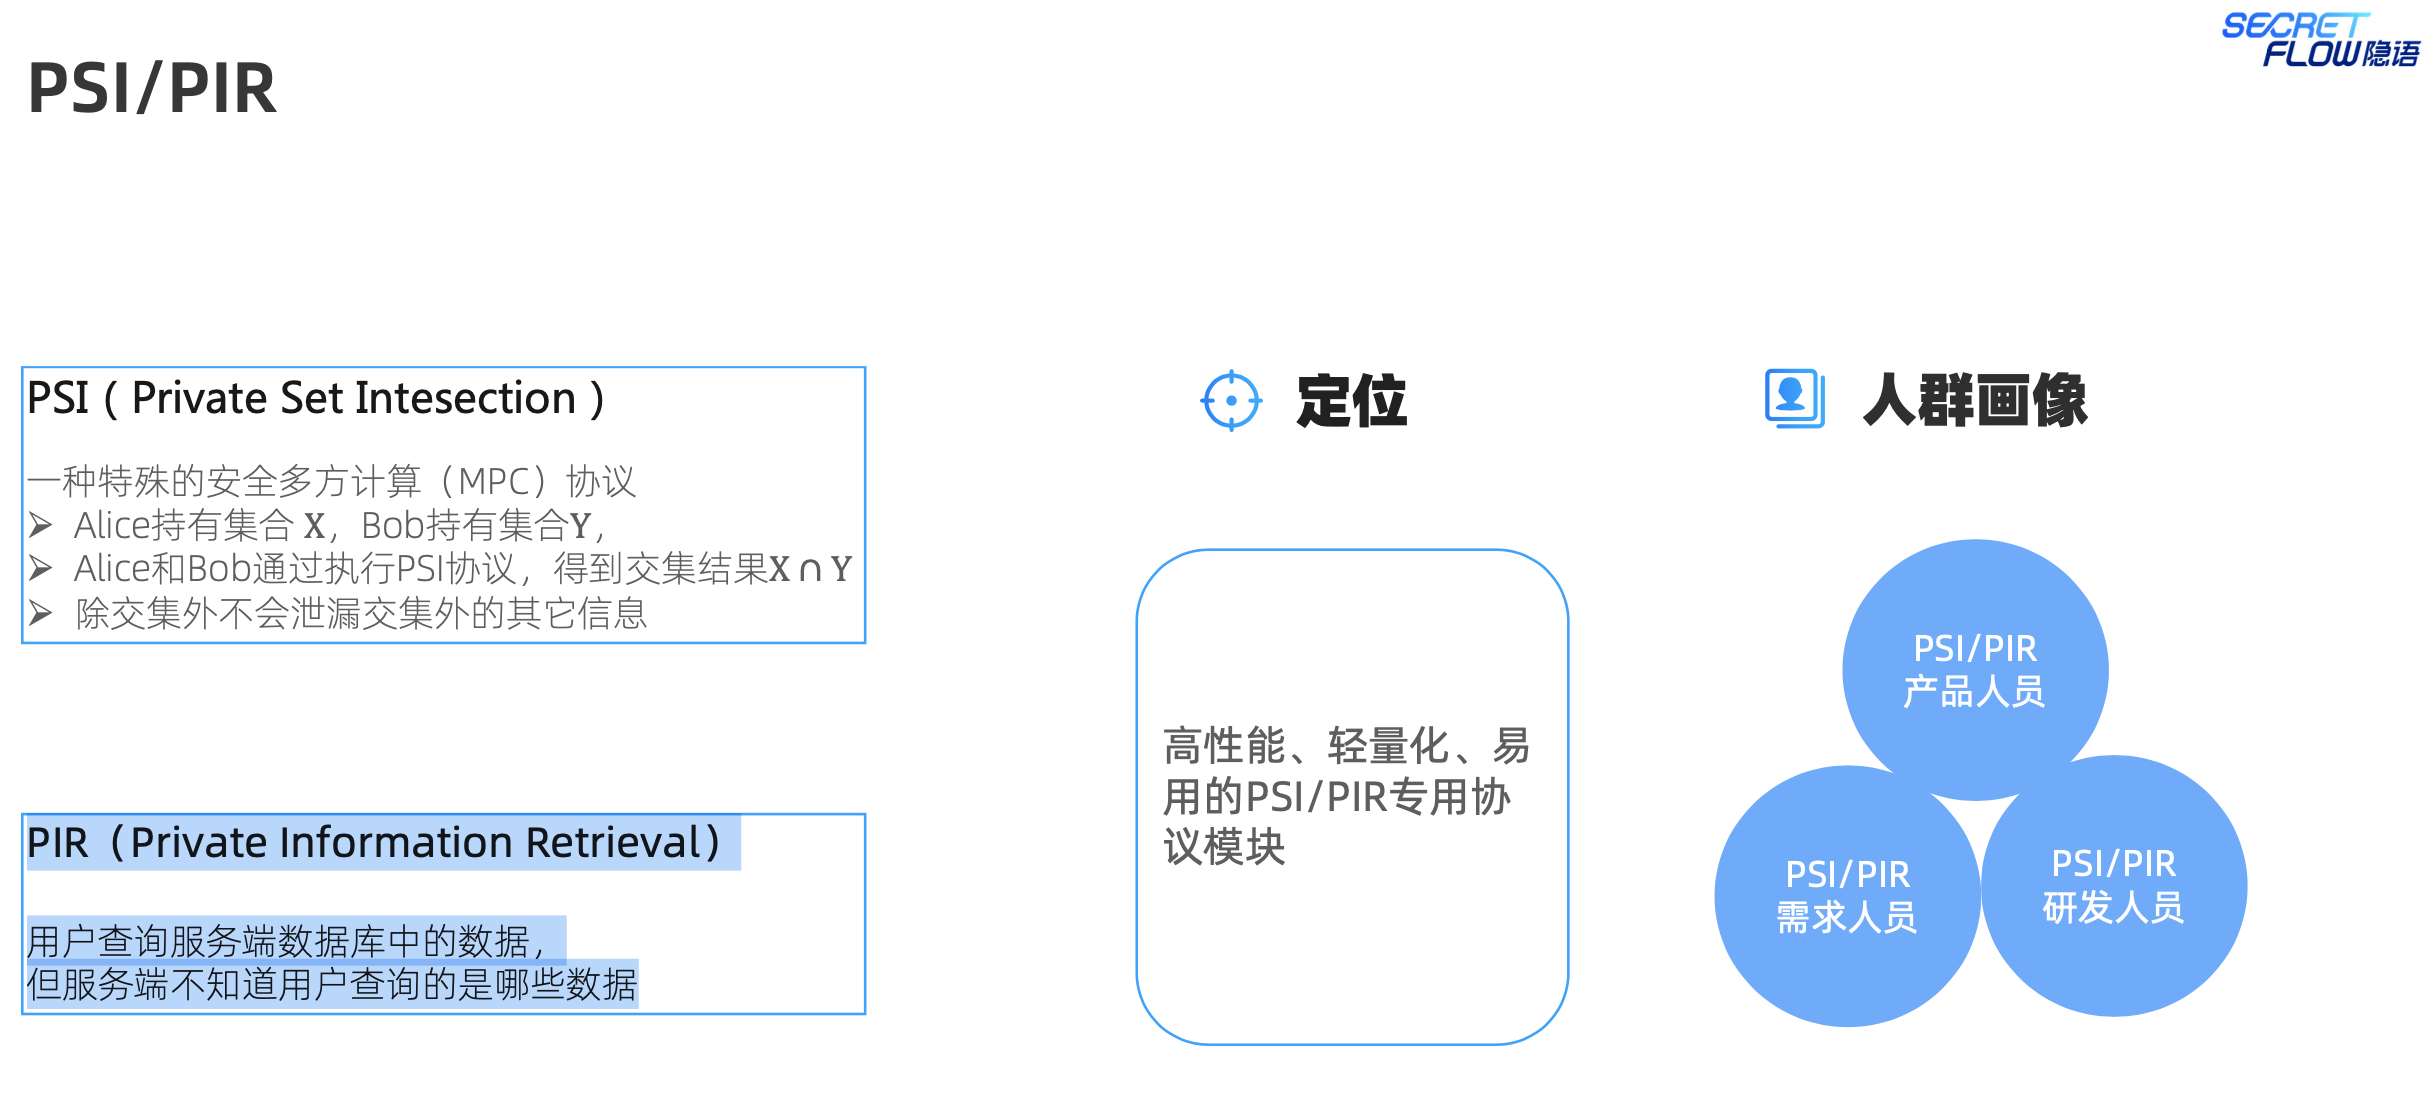 SECRET
FLOW隐语
PSI/PIR
PSI（Private Set Intesection）
一种特殊的安全多方计算（MPC）协议
➢ Alice持有集合 X，Bob持有集合Y，
➢ Alice和Bob通过执行PSI协议，得到交集结果X ∩ Y
➢ 除交集外不会泄漏交集外的其它信息
PIR（Private Information Retrieval）
用户查询服务端数据库中的数据，
但服务端不知道用户查询的是哪些数据
定位
高性能、轻量化、易
用的PSI/PIR专用协
议模块
人群画像
PSI/PIR
产品人员
PSI/PIR
需求人员
PSI/PIR
研发人员